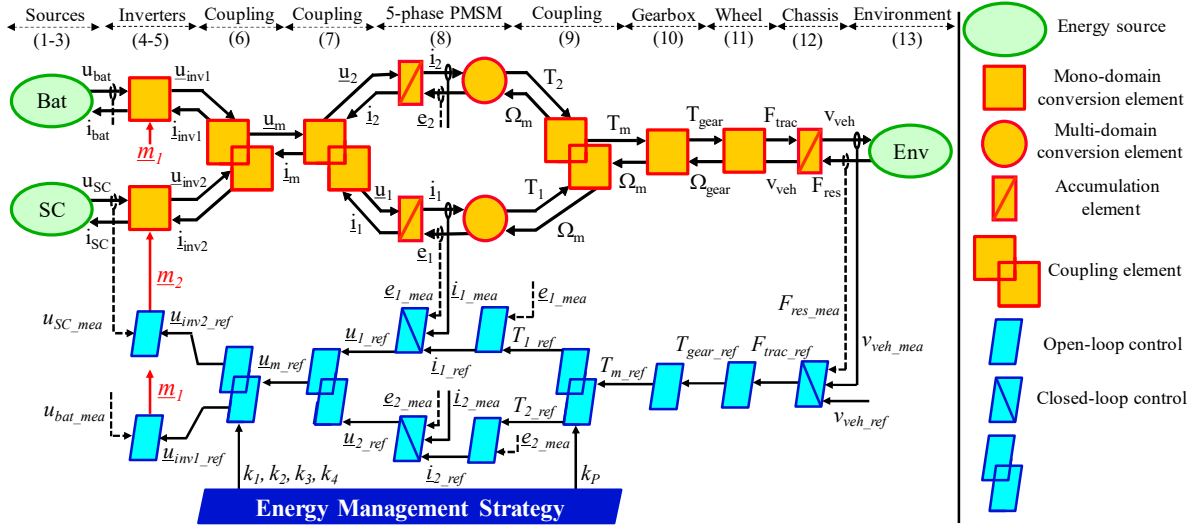 Sources Inverters Coupling Coupling 5-phase PMSM Coupling Gearbox Wheel Chassis Environment
(1-3) (4-5) (6) (7) (8) (9) (10) (11) (12) (13)
Bat
u_bat
i_bat
u_inv1
i_inv1
m_1
SC
u_SC
i_SC
u_inv2
i_inv2
m_2
u_m
i_m
u_2
i_2
i_2
e_2
T_2
Ω_m
u_1
i_1
i_1
e_1
T_1
Ω_m
T_m
Ω_m
T_gear
Ω_gear
F_trac
v_veh
v_veh
F_res
Env
u_SC_mea
u_inv2_ref
m_1
u_bat_mea
u_inv1_ref
u_m_ref
e_1_mea
i_1_mea
e_1_mea
u_1_ref
i_1_ref
T_1_ref
e_2_mea
i_2_mea
u_2_ref
i_2_ref
T_2_ref
e_2_mea
T_m_ref
T_gear_ref
F_trac_ref
F_res_mea
v_veh_mea
v_veh_ref
k_1, k_2, k_3, k_4
k_P
Energy Management Strategy
Energy source
Mono-domain
conversion element
Multi-domain
conversion element
Accumulation
element
Coupling element
Open-loop control
Closed-loop control